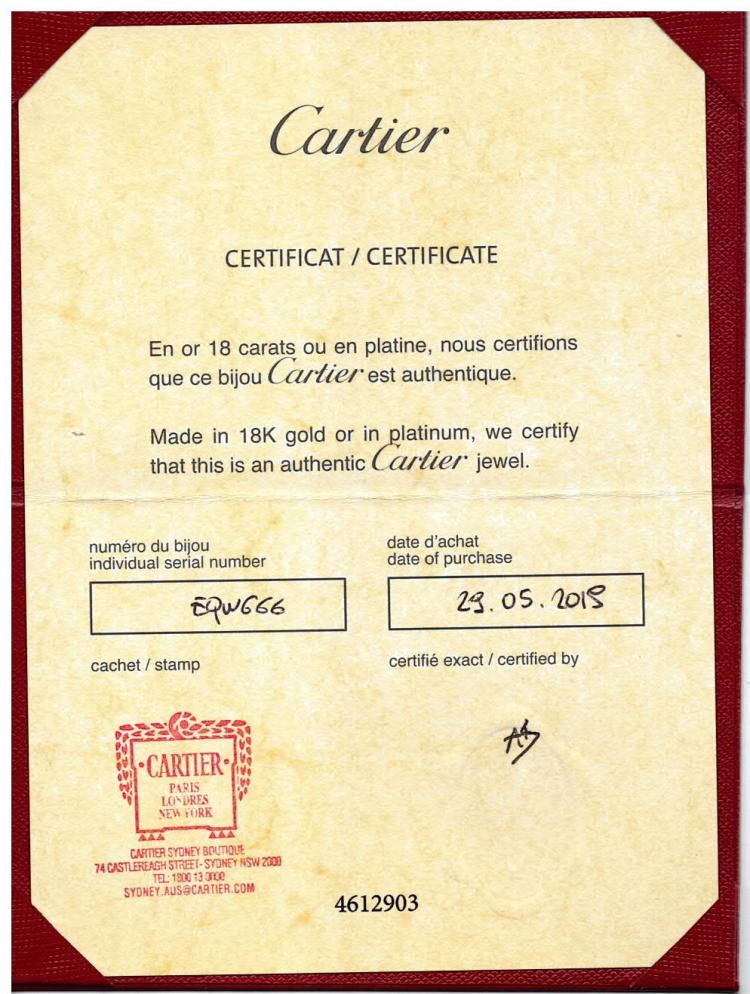 Cartier
CERTIFICAT / CERTIFICATE
En or 18 carats ou en platine, nous certifions
que ce bijou Cartier est authentique.
Made in 18K gold or in platinum, we certify
that this is an authentic Cartier jewel.
numéro du bijou
individual serial number
EQW666
date d'achat
date of purchase
29.05.2019
cachet / stamp
certifié exact / certified by
CARTIER
PARIS
LONDRES
NEW YORK
CARTIER SYDNEY BOUTIQUE
74 CASTLEREAGH STREET - SYDNEY NSW 2000
TEL: 1800 13 0000
SYDNEY.AUS@CARTIER.COM
4612903